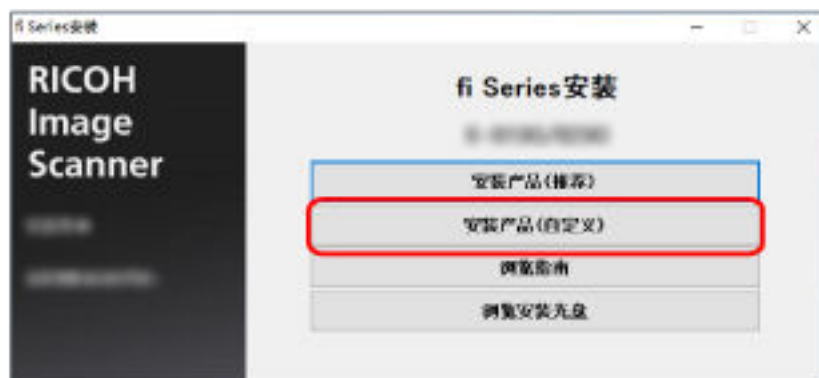 fi Series安装
RICOH
Image
Scanner
fi Series安装
安装产品(推荐)
安装产品(自定义)
浏览指南
浏览安装光盘